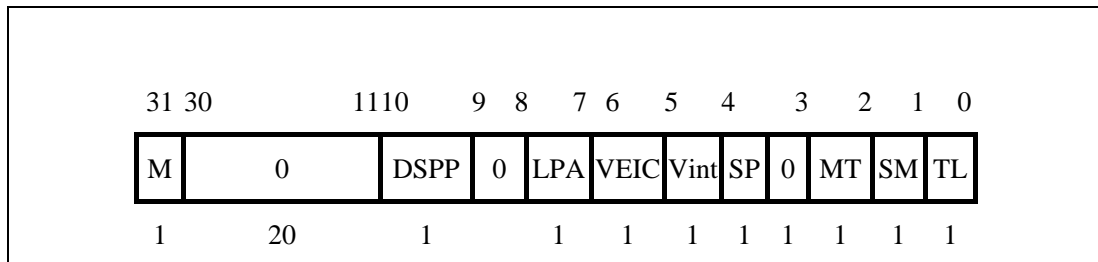 31 30 1110 9 8 7 6 5 4 3 2 1 0
M 0 DSPP 0 LPA VEIC Vint SP 0 MT SM TL
1 20 1 1 1 1 1 1 1 1 1